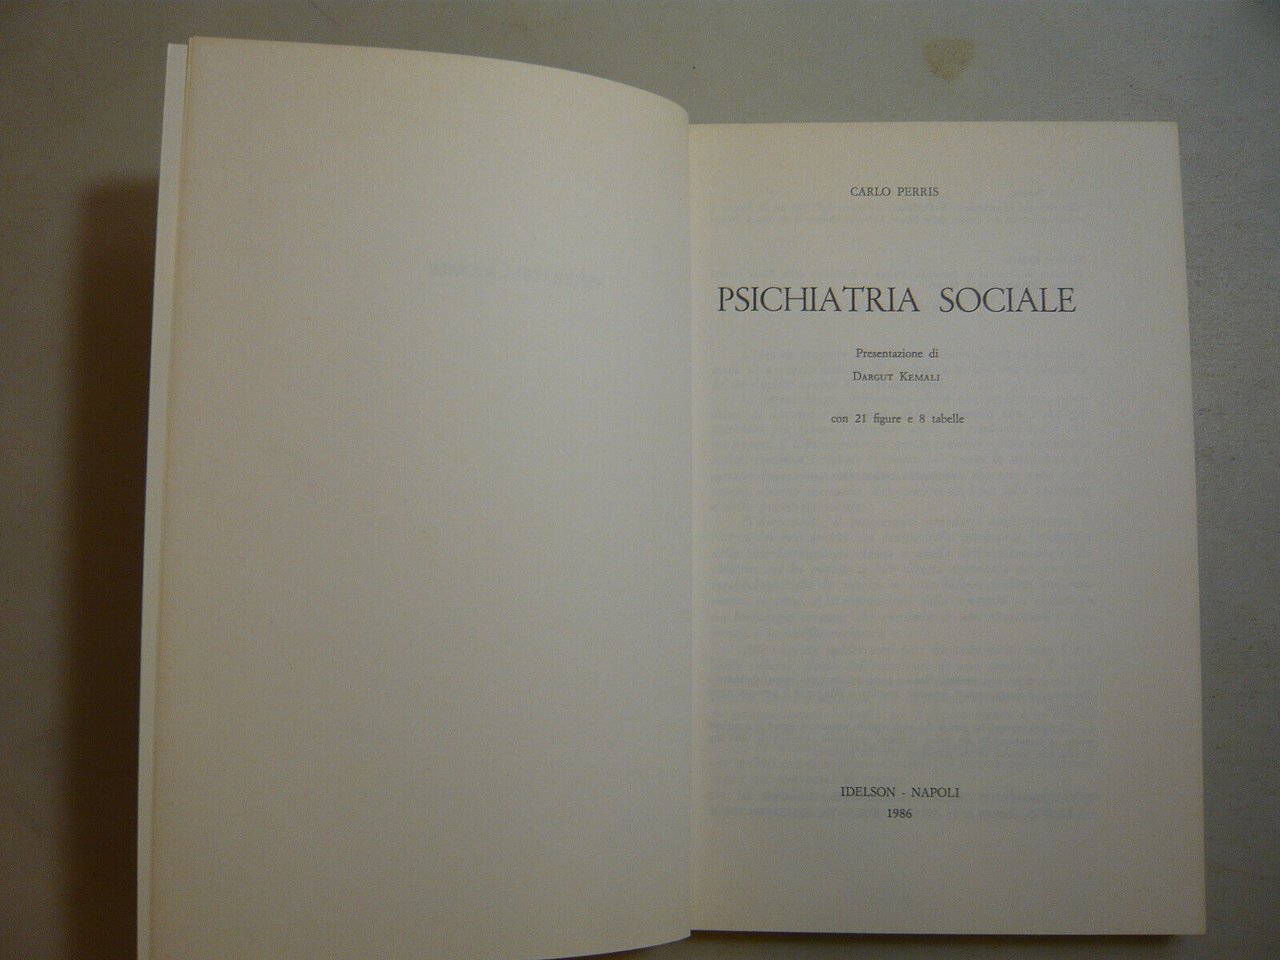 CARLO PERRIS
PSICHIATRIA SOCIALE
Presentazione di
DARGUT KEMALI
con 21 figure e 8 tabelle
IDELSON - NAPOLI
1986